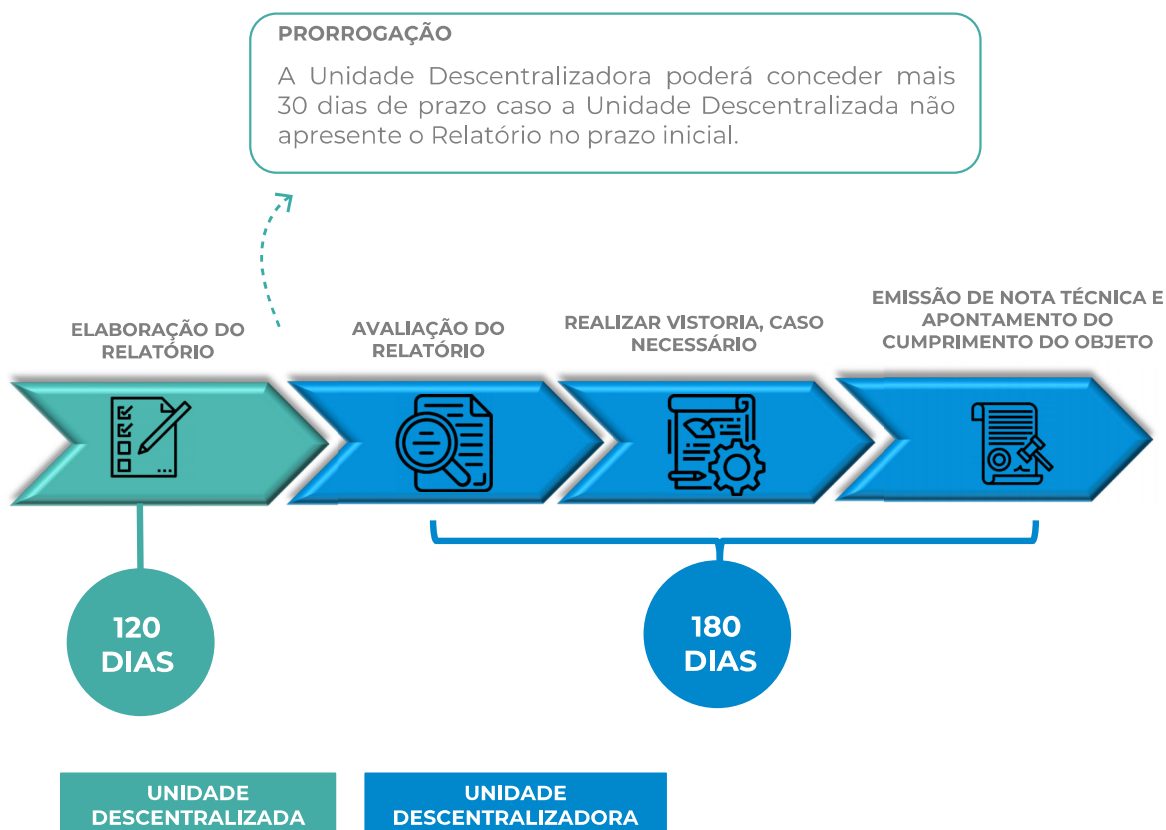 PRORROGAÇÃO
A Unidade Descentralizadora poderá conceder mais
30 dias de prazo caso a Unidade Descentralizada não
apresente o Relatório no prazo inicial.
ELABORAÇÃO DO
RELATÓRIO
AVALIAÇÃO DO
RELATÓRIO
REALIZAR VISTORIA, CASO
NECESSÁRIO
EMISSÃO DE NOTA TÉCNICA E
APONTAMENTO DO
CUMPRIMENTO DO OBJETO
120
DIAS
180
DIAS
UNIDADE
DESCENTRALIZADA
UNIDADE
DESCENTRALIZADORA